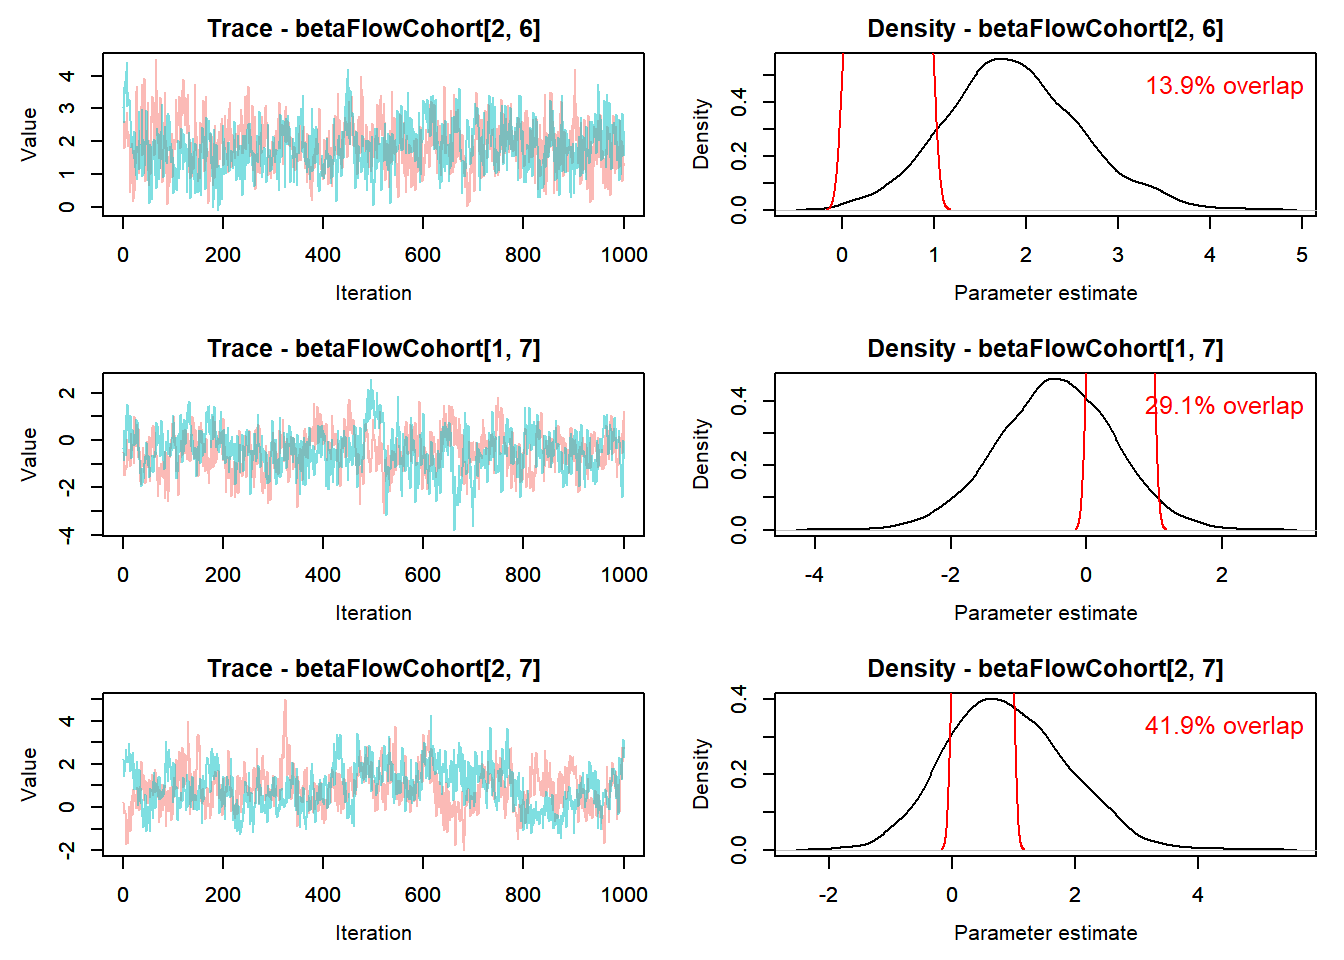 Trace - betaFlowCohort[2, 6]
Value
0 1 2 3 4
0 200 400 600 800 1000
Iteration
Density - betaFlowCohort[2, 6]
13.9% overlap
Density
0.0 0.2 0.4
0 1 2 3 4 5
Parameter estimate
Trace - betaFlowCohort[1, 7]
Value
-4 -2 0 2
0 200 400 600 800 1000
Iteration
Density - betaFlowCohort[1, 7]
29.1% overlap
Density
0.0 0.2 0.4
-4 -2 0 2
Parameter estimate
Trace - betaFlowCohort[2, 7]
Value
-2 0 2 4
0 200 400 600 800 1000
Iteration
Density - betaFlowCohort[2, 7]
41.9% overlap
Density
0.0 0.2 0.4
-2 0 2 4
Parameter estimate